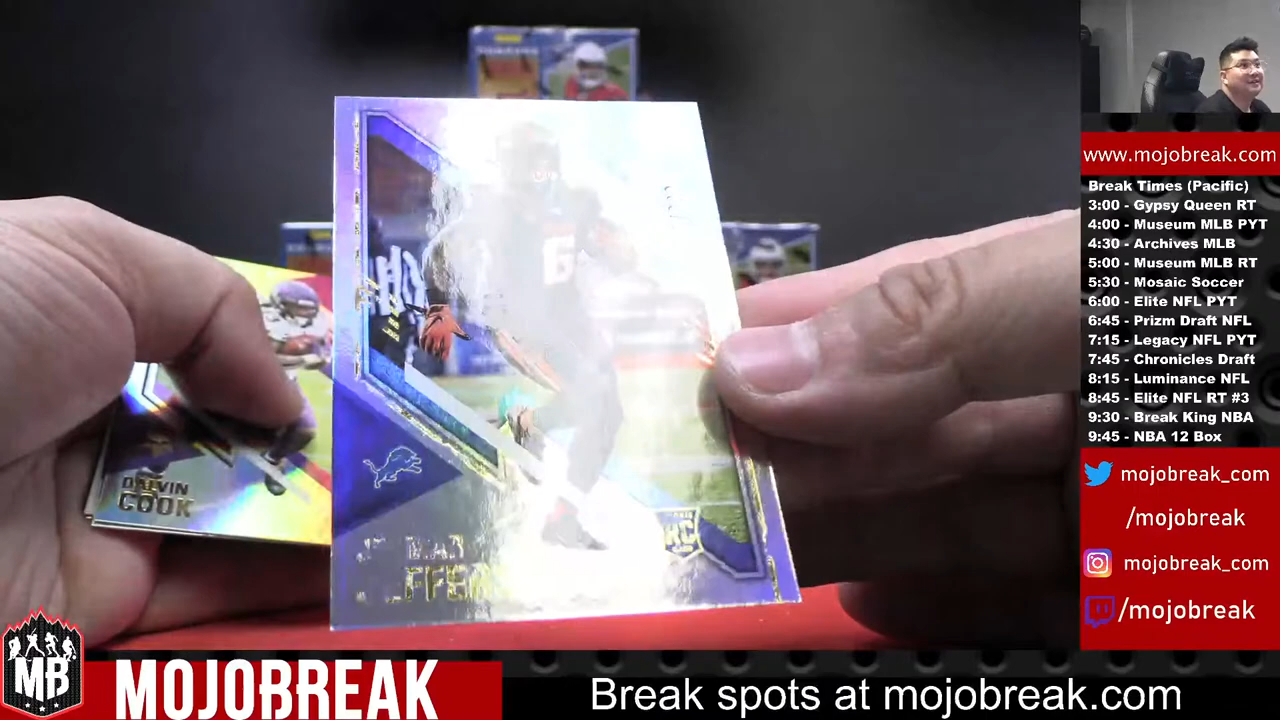 www.mojobreak.com
Break Times (Pacific)
3:00 - Gypsy Queen RT
4:00 - Museum MLB PYT
4:30 - Archives MLB
5:00 - Museum MLB RT
5:30 - Mosaic Soccer
6:00 - Elite NFL PYT
6:45 - Prizm Draft NFL
7:15 - Legacy NFL PYT
7:45 - Chronicles Draft
8:15 - Luminance NFL
8:45 - Elite NFL RT #3
9:30 - Break King NBA
9:45 - NBA 12 Box
mojobreak_com
/mojobreak
mojobreak_com
/mojobreak
DALVIN
COOK
6
RC
MB
MOJOBREAK
Break spots at mojobreak.com